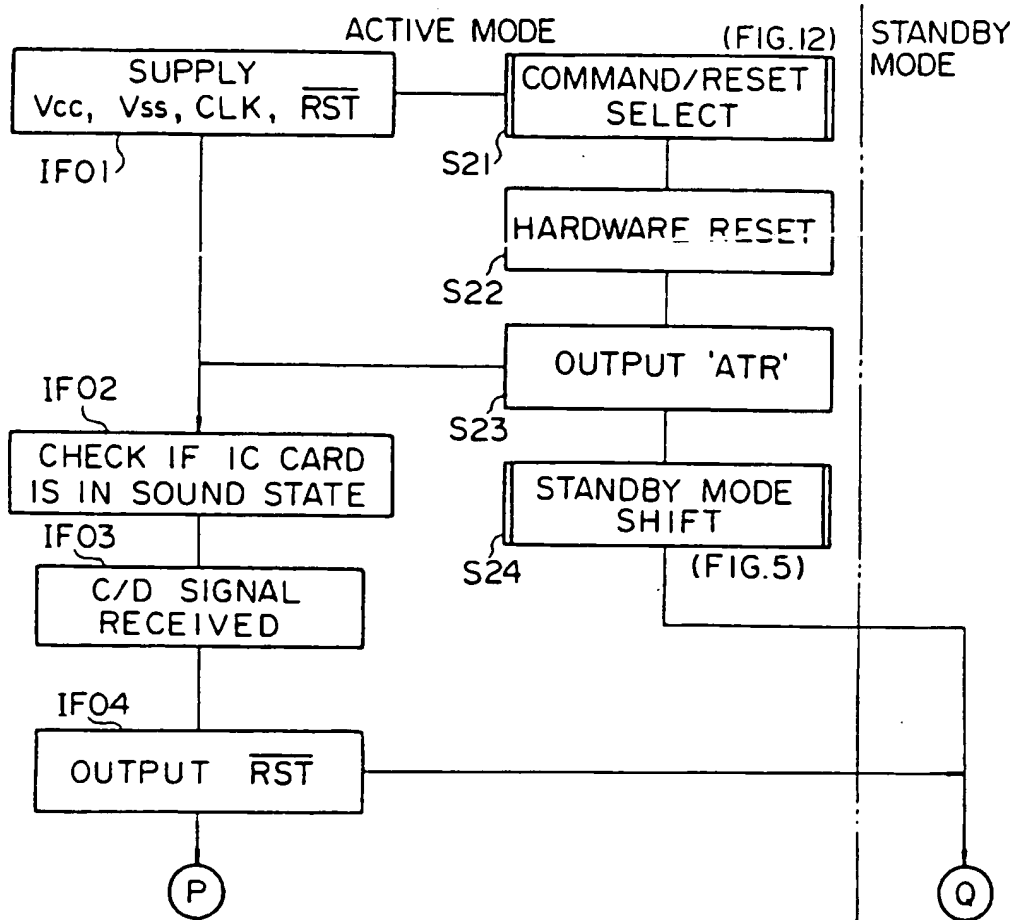 ACTIVE MODE
(FIG.12)
STANDBY
MODE
SUPPLY
Vcc, Vss, CLK, R̅S̅T̅
IF01
COMMAND/RESET
SELECT
S21
HARDWARE RESET
S22
OUTPUT 'ATR'
S23
IF02
CHECK IF IC CARD
IS IN SOUND STATE
STANDBY MODE
SHIFT
S24
(FIG.5)
IF03
C/D SIGNAL
RECEIVED
IF04
OUTPUT R̅S̅T̅
P
Q